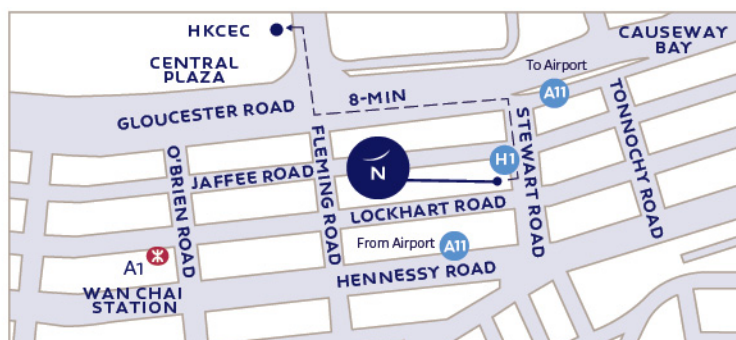 HKCEC
CAUSEWAY
BAY
CENTRAL
PLAZA
To Airport
A11
8-MIN
GLOUCESTER ROAD
TONNOCHY ROAD
STEWART ROAD
FLEMING ROAD
O'BRIEN ROAD
H1
JAFFEE ROAD
N
LOCKHART ROAD
From Airport A11
A1
HENNESSY ROAD
WAN CHAI
STATION